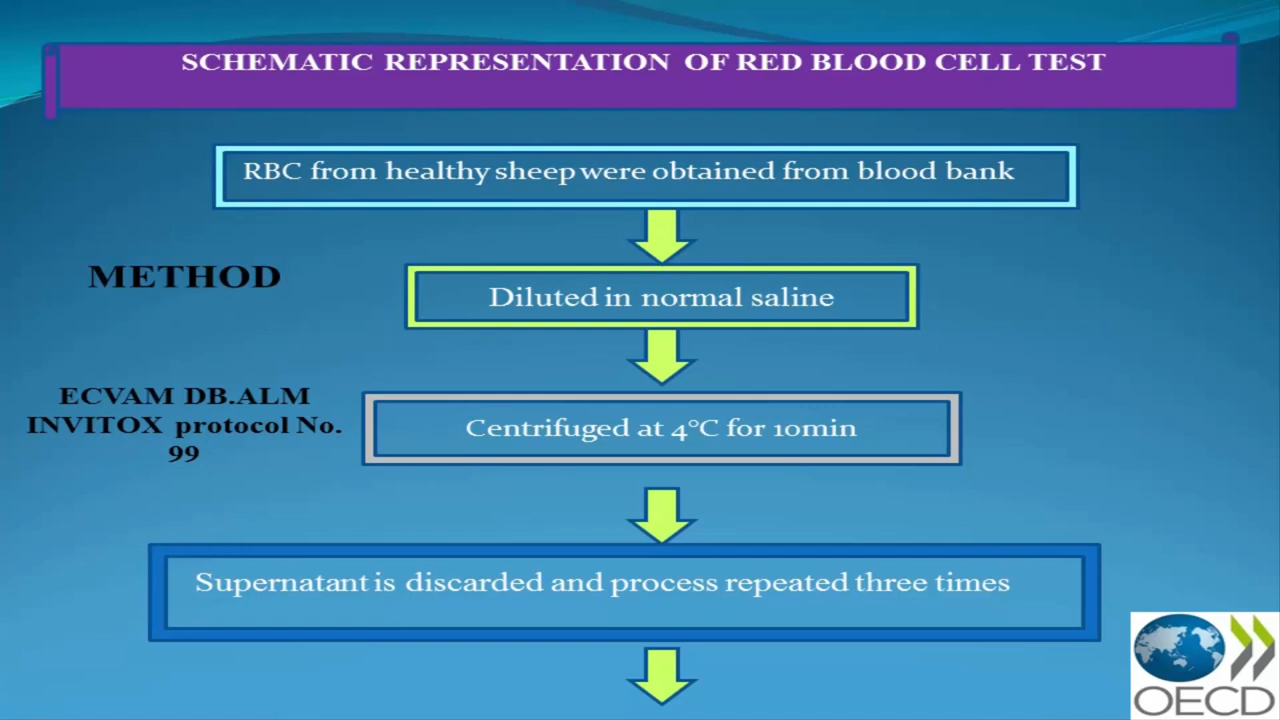 SCHEMATIC REPRESENTATION OF RED BLOOD CELL TEST
RBC from healthy sheep were obtained from blood bank
METHOD
Diluted in normal saline
ECVAM DB.ALM
INVITOX protocol No.
99
Centrifuged at 4°C for 10min
Supernatant is discarded and process repeated three times
OECD